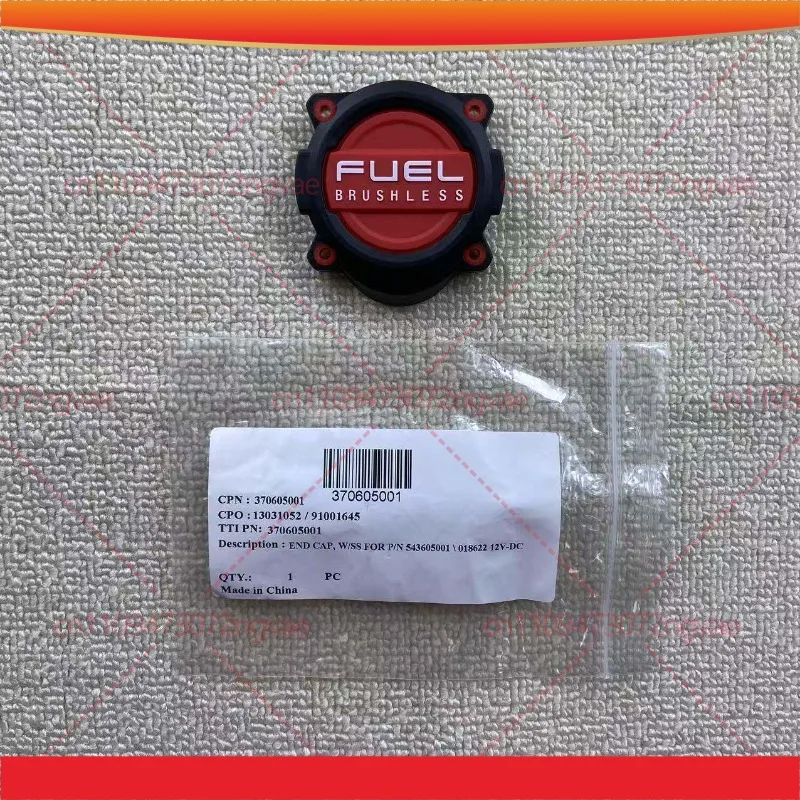 FUEL
BRUSHLESS
370605001
CPN : 370605001
CPO : 13031052 / 91001645
TTI PN: 370605001
Description : END CAP, W/SS FOR P/N 543605001 \ 018622 12V-DC
QTY.: 1 PC
Made in China